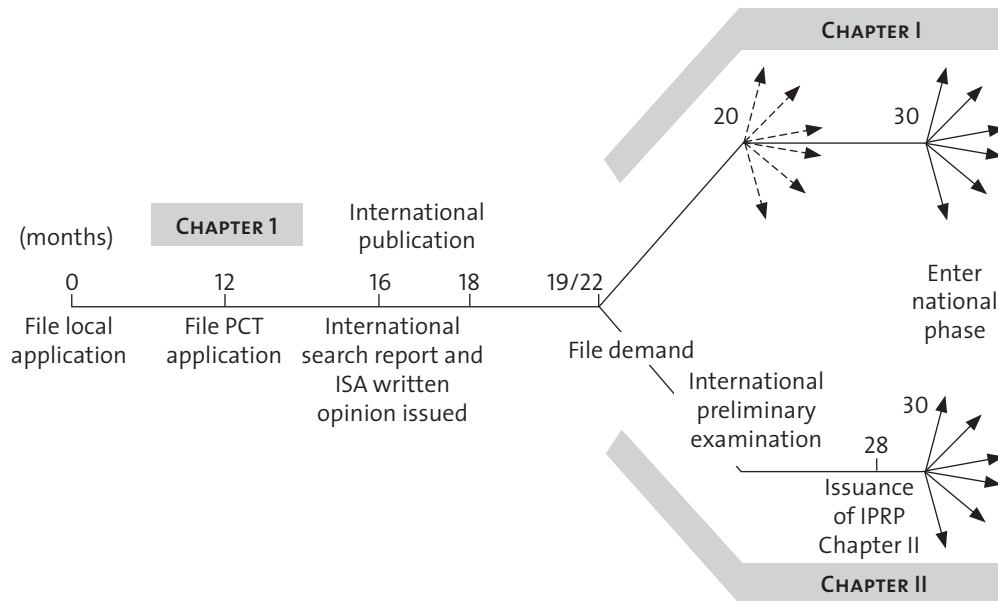 CHAPTER I
20
30
(months)
CHAPTER 1
International
publication
0
12
16
18
19/22
File local
application
File PCT
application
International
search report and
ISA written
opinion issued
File demand
Enter
national
phase
International
preliminary
examination
28
30
Issuance
of IPRP
Chapter II
CHAPTER II